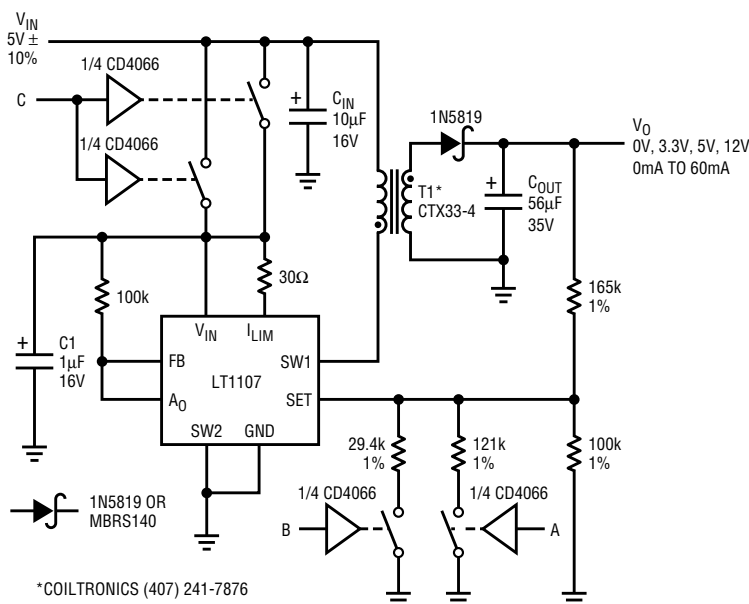 V_IN
5V ±
10%
1/4 CD4066
C
1/4 CD4066
+
C_IN
10µF
16V
1N5819
V_O
0V, 3.3V, 5V, 12V
0mA TO 60mA
T1*
CTX33-4
+
C_OUT
56µF
35V
100k
30Ω
165k
1%
+
C1
1µF
16V
V_IN
I_LIM
FB
SW1
LT1107
A_0
SET
SW2
GND
29.4k
1%
121k
1%
100k
1%
1/4 CD4066
1/4 CD4066
B
A
1N5819 OR
MBRS140
*COILTRONICS (407) 241-7876